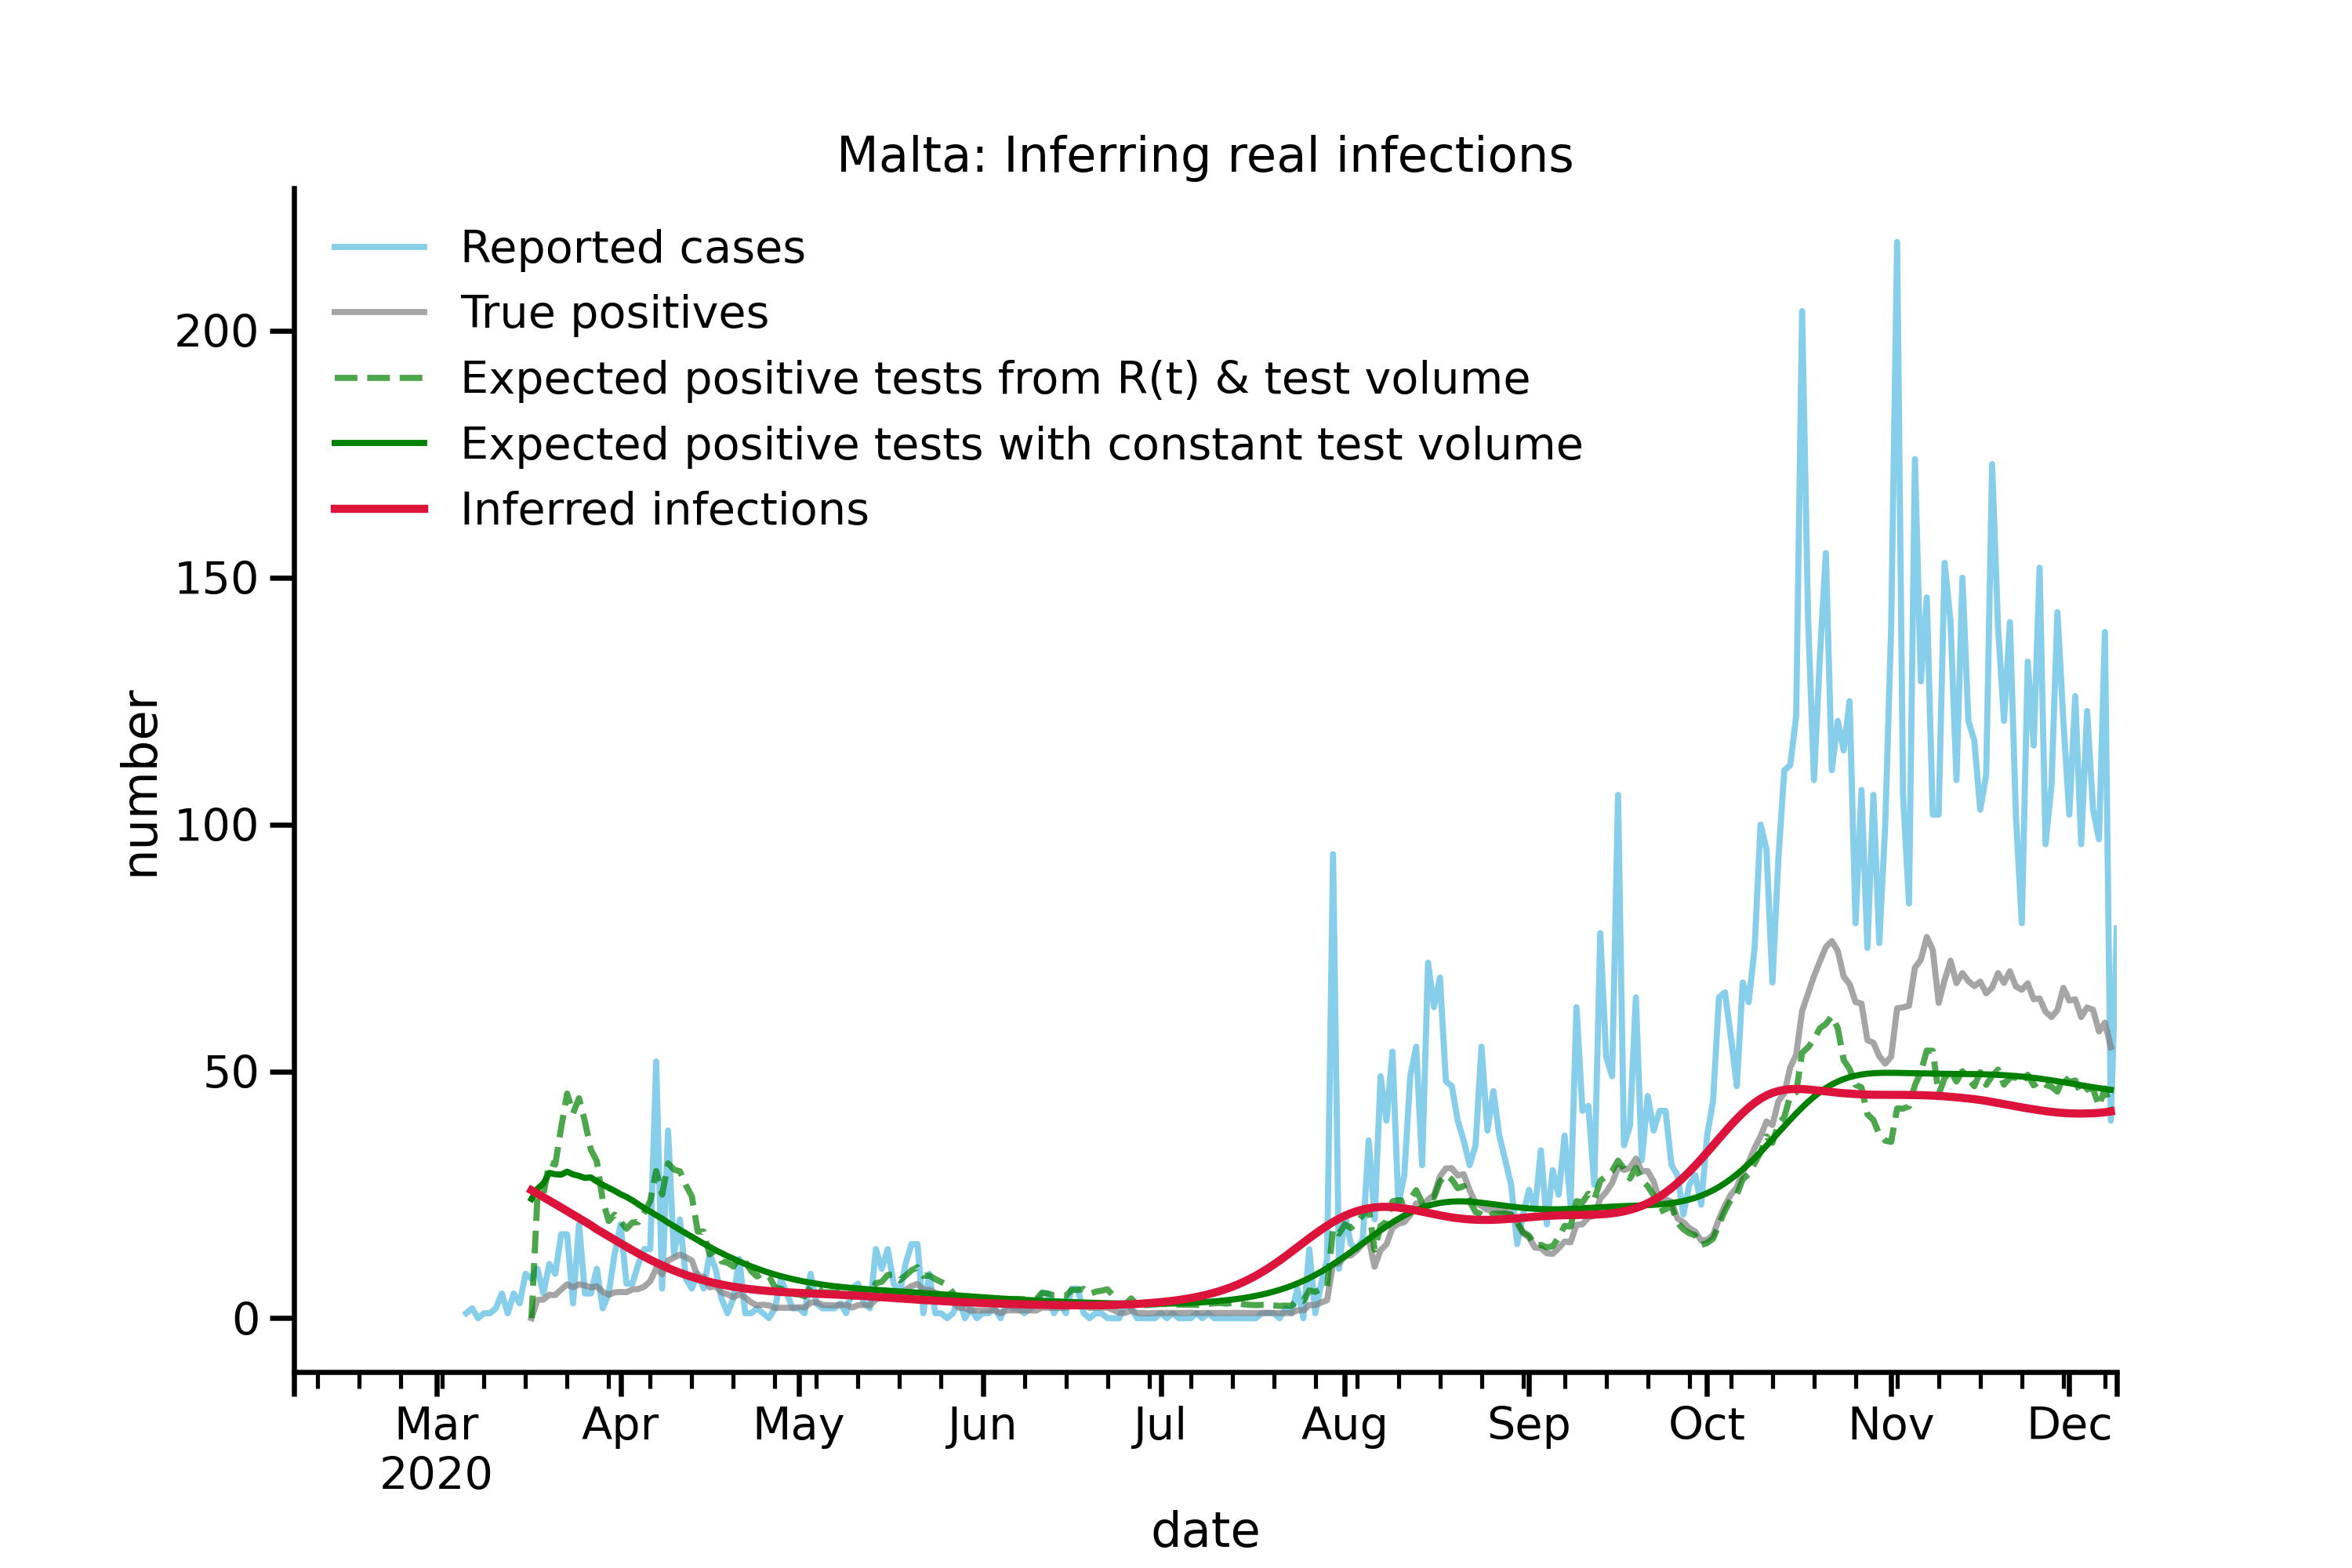 Malta: Inferring real infections
Reported cases
True positives
Expected positive tests from R(t) & test volume
Expected positive tests with constant test volume
Inferred infections
number
200
150
100
50
0
Mar Apr May Jun Jul Aug Sep Oct Nov Dec
2020
date